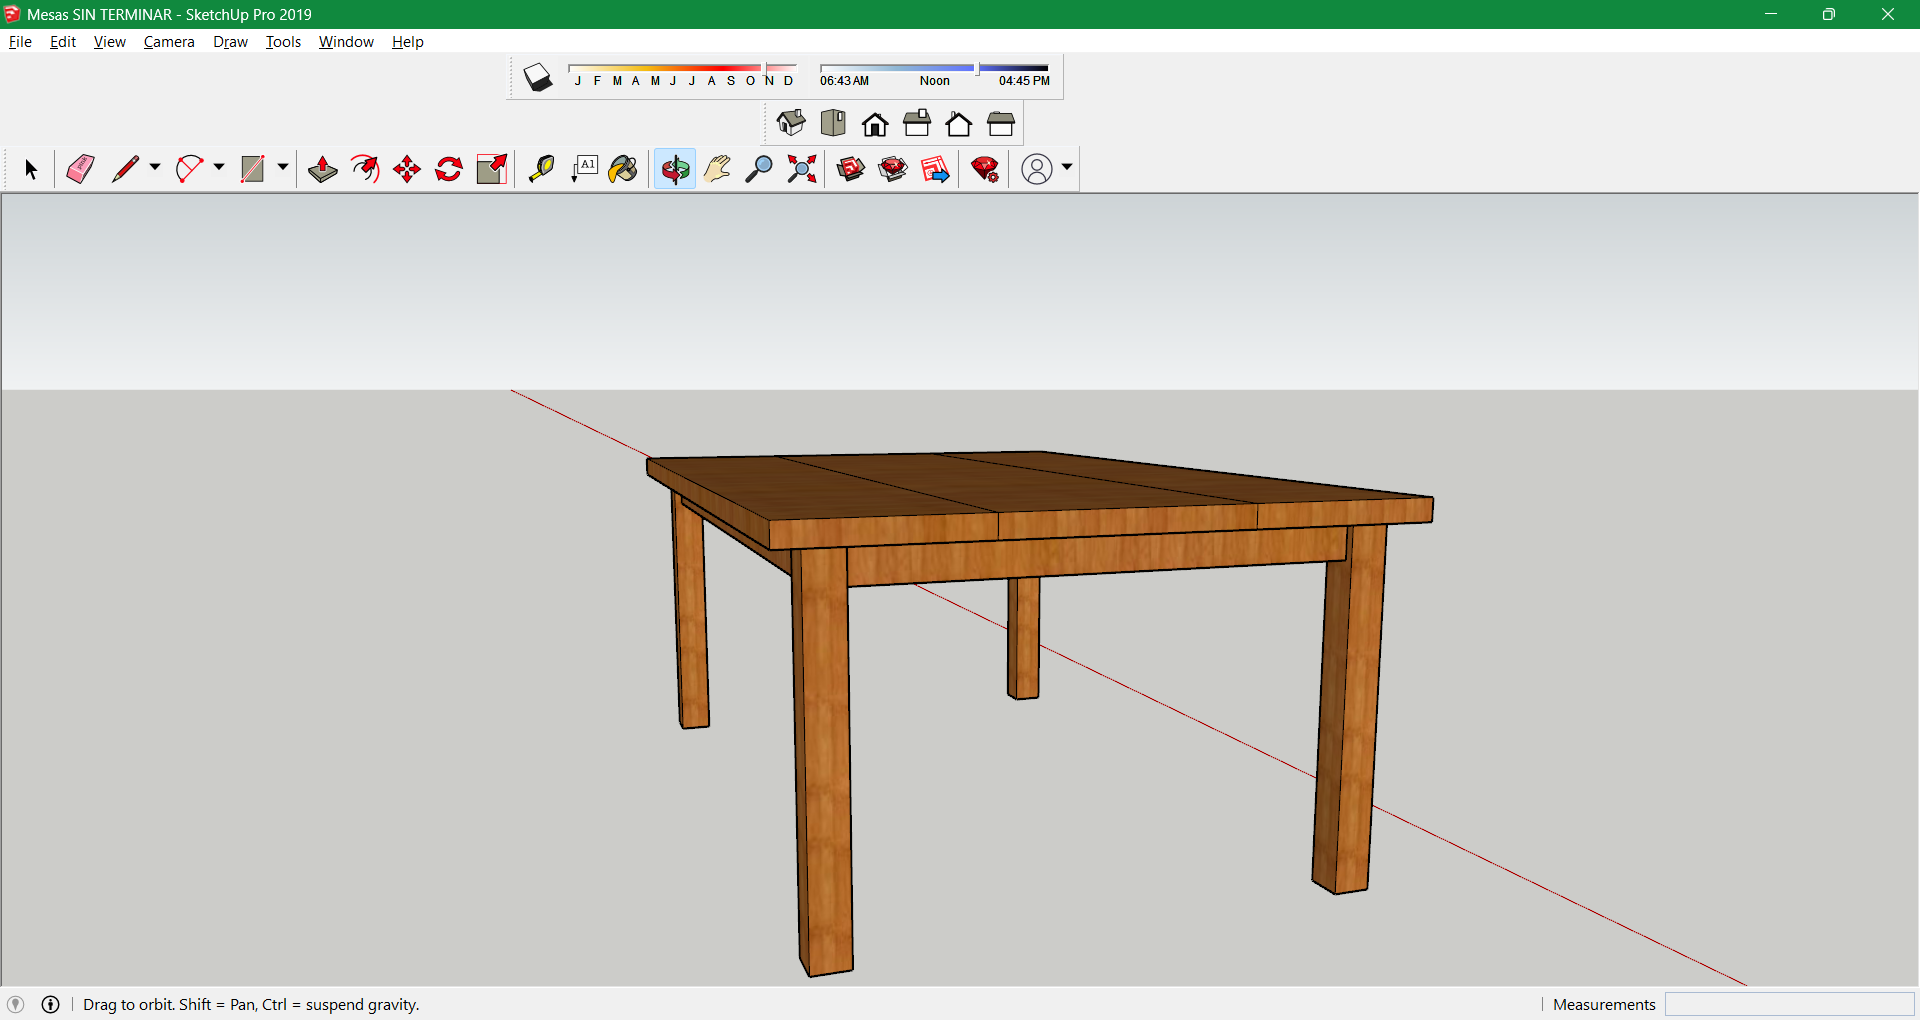 Mesas SIN TERMINAR - SketchUp Pro 2019
File Edit View Camera Draw Tools Window Help
J F M A M J J A S O N D
06:43 AM Noon 04:45 PM
A1
Drag to orbit. Shift = Pan, Ctrl = suspend gravity.
Measurements